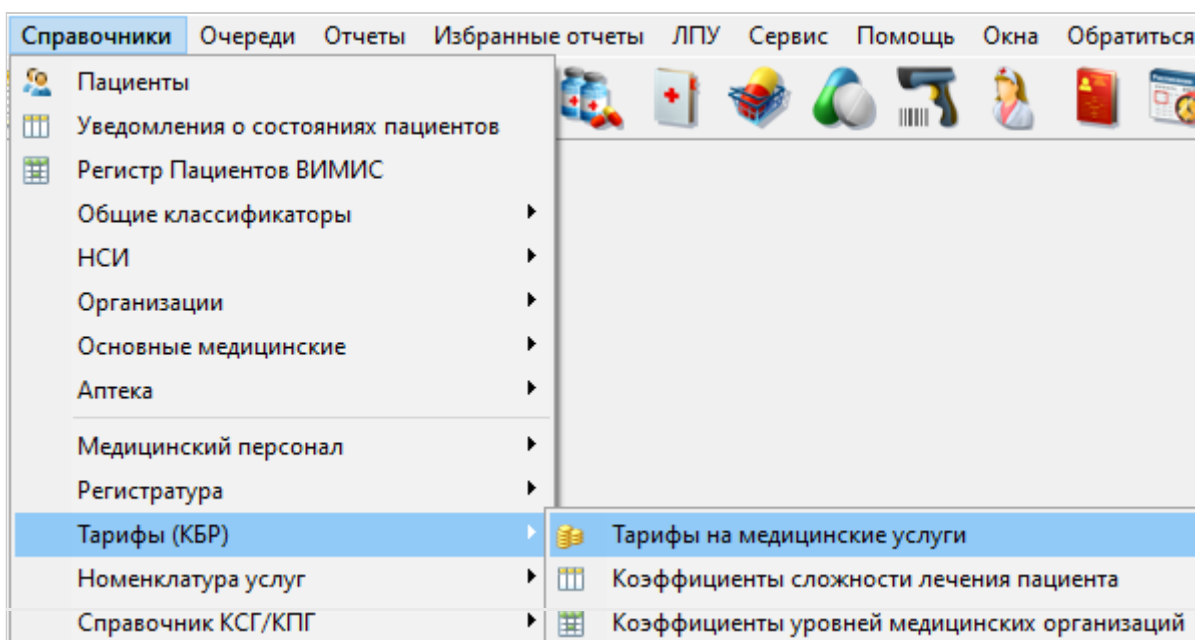 Справочники Очереди Отчеты Избранные отчеты ЛПУ Сервис Помощь Окна Обратиться
Пациенты
Уведомления о состояниях пациентов
Регистр Пациентов ВИМИС
Общие классификаторы
НСИ
Организации
Основные медицинские
Аптека
Медицинский персонал
Регистратура
Тарифы (КБР)
Тарифы на медицинские услуги
Номенклатура услуг
Коэффициенты сложности лечения пациента
Справочник КСГ/КПГ
Коэффициенты уровней медицинских организаций